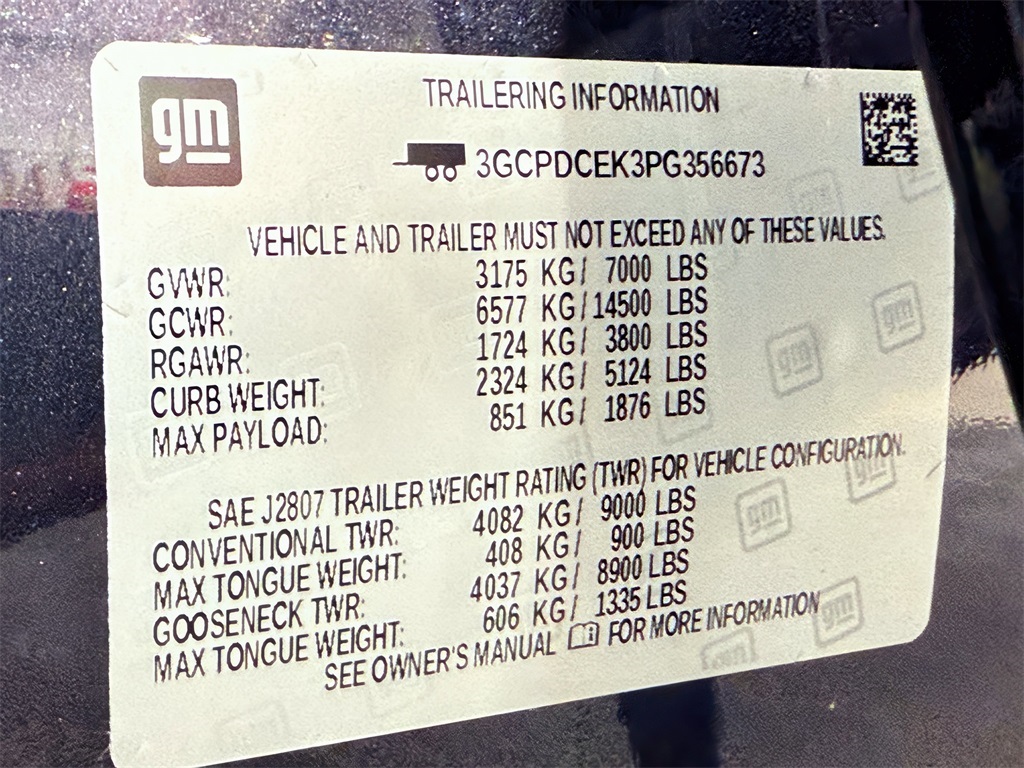 gm
TRAILERING INFORMATION
3GCPDCEK3PG356673
VEHICLE AND TRAILER MUST NOT EXCEED ANY OF THESE VALUES.
GVWR: 3175 KG/ 7000 LBS
GCWR: 6577 KG/14500 LBS
RGAWR: 1724 KG/ 3800 LBS
CURB WEIGHT: 2324 KG/ 5124 LBS
MAX PAYLOAD: 851 KG/ 1876 LBS
SAE J2807 TRAILER WEIGHT RATING (TWR) FOR VEHICLE CONFIGURATION.
CONVENTIONAL TWR: 4082 KG/ 9000 LBS
MAX TONGUE WEIGHT: 408 KG/ 900 LBS
GOOSENECK TWR: 4037 KG/ 8900 LBS
MAX TONGUE WEIGHT: 606 KG/ 1335 LBS
SEE OWNER'S MANUAL FOR MORE INFORMATION